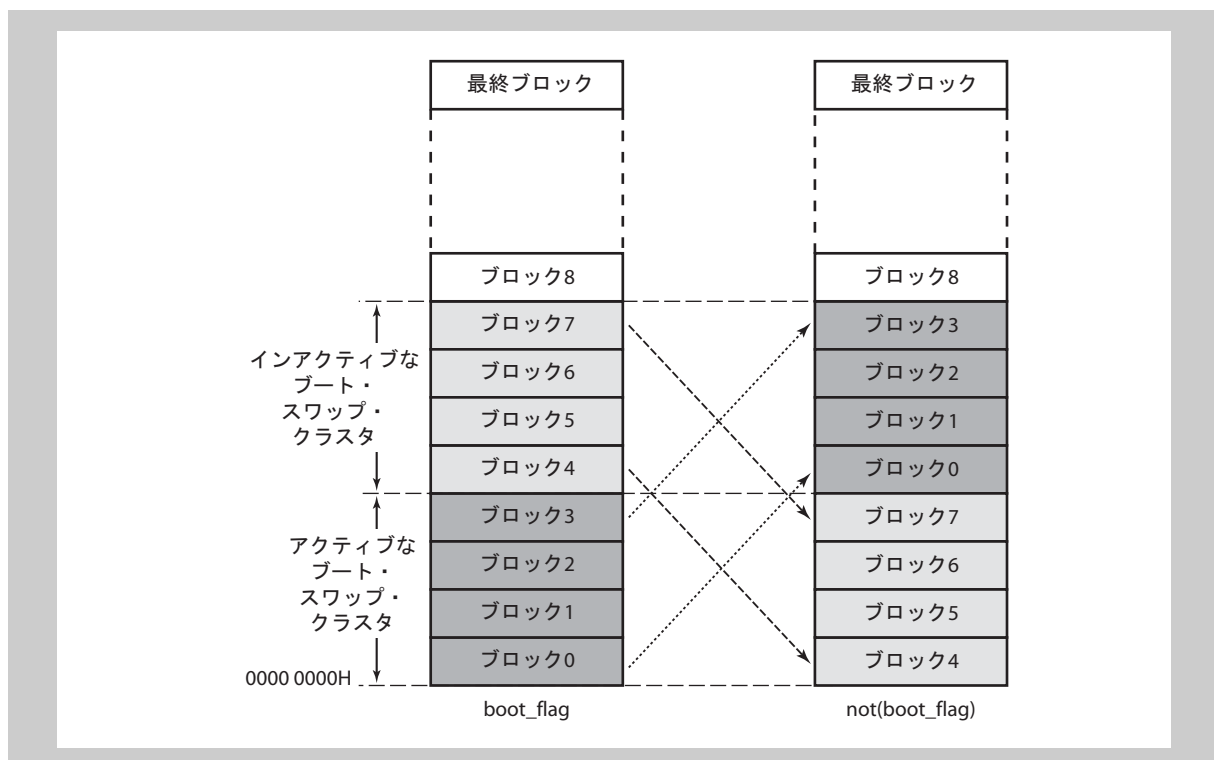 最終ブロック
最終ブロック
ブロック8
ブロック8
ブロック7
ブロック3
インアクティブな
ブート・
スワップ・
クラスタ
ブロック6
ブロック2
ブロック5
ブロック1
ブロック4
ブロック0
アクティブな
ブート・
スワップ・
クラスタ
ブロック3
ブロック7
ブロック2
ブロック6
ブロック1
ブロック5
0000 0000H
ブロック0
ブロック4
boot_flag
not(boot_flag)